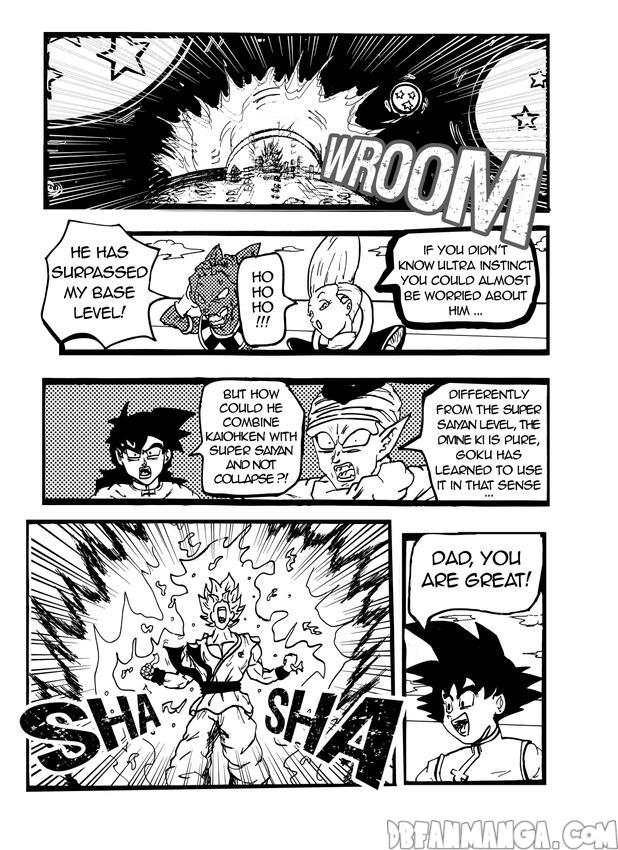 WROOM
HE HAS
SURPASSED
MY BASE
LEVEL!
HO
HO
HO
!!!
IF YOU DIDN'T
KNOW ULTRA INSTINCT
YOU COULD ALMOST
BE WORRIED ABOUT
HIM ...
BUT HOW
COULD HE
COMBINE
KAIOHKEN WITH
SUPER SAIYAN
AND NOT
COLLAPSE ?!
DIFFERENTLY
FROM THE SUPER
SAIYAN LEVEL, THE
DIVINE KI IS PURE,
GOKU HAS
LEARNED TO USE
IT IN THAT SENSE
...
SHA
SHA
DAD, YOU
ARE GREAT!
DBFANMANGA.COM